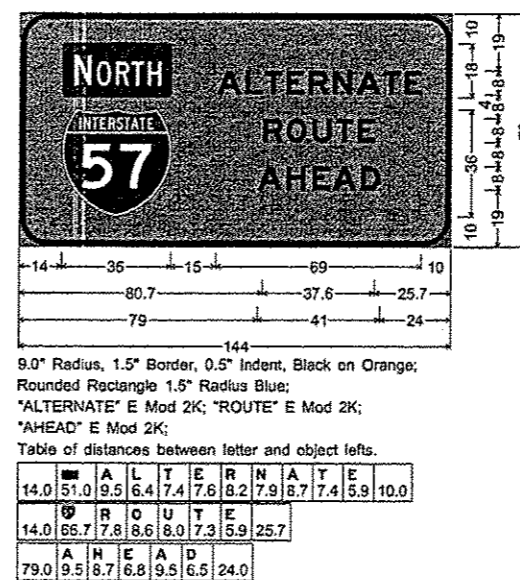 NORTH
ALTERNATE
INTERSTATE
ROUTE
57
AHEAD
10
19
18
8
4
8
8
36
8
8
10
19
14 36 15 69 10
80.7 37.6 25.7
79 41 24
144
9.0" Radius, 1.5" Border, 0.5" Indent, Black on Orange;
Rounded Rectangle 1.5" Radius Blue;
"ALTERNATE" E Mod 2K; "ROUTE" E Mod 2K;
"AHEAD" E Mod 2K;
Table of distances between letter and object lefts.
A L T E R N A T E
14.0 51.0 9.5 6.4 7.4 7.6 8.2 7.9 8.7 7.4 5.9 10.0
R O U T E
14.0 66.7 7.8 8.6 8.0 7.3 5.9 25.7
A H E A D
79.0 9.5 8.7 6.8 9.5 6.5 24.0